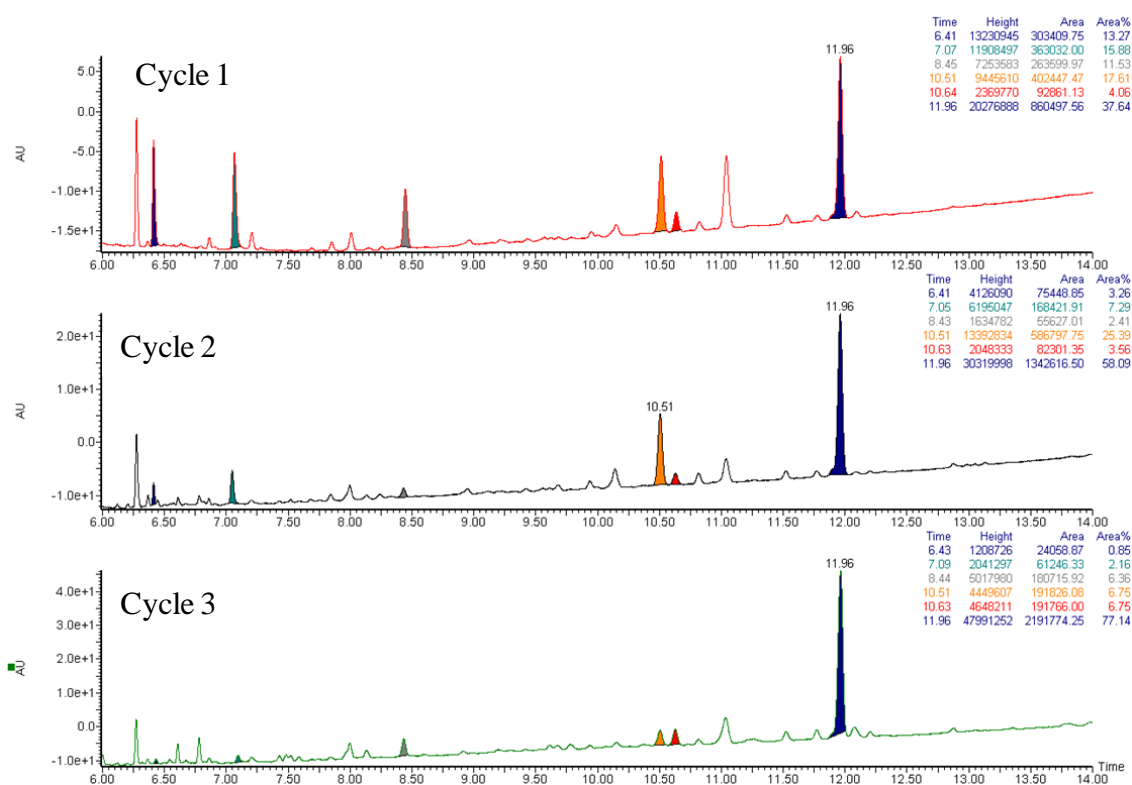 Time Height Area Area%
6.41 13230945 303409.75 13.27
7.07 11908497 363032.00 15.88
8.45 7253583 263599.97 11.53
10.51 9445610 402447.47 17.61
10.64 2369770 92861.13 4.06
11.96 20276888 860497.56 37.64
11.96
Cycle 1
5.0
0.0
-5.0
-1.0e+1
-1.5e+1
AU
6.00 6.50 7.00 7.50 8.00 8.50 9.00 9.50 10.00 10.50 11.00 11.50 12.00 12.50 13.00 13.50 14.00
Time Height Area Area%
6.41 4126090 75448.85 3.26
7.05 6195047 168421.91 7.29
8.43 1634782 55627.01 2.41
10.51 13392834 586797.75 25.39
10.63 2048333 82301.35 3.56
11.96 30319998 1342616.50 58.09
11.96
Cycle 2
10.51
2.0e+1
1.0e+1
0.0
-1.0e+1
AU
6.00 6.50 7.00 7.50 8.00 8.50 9.00 9.50 10.00 10.50 11.00 11.50 12.00 12.50 13.00 13.50 14.00
Time Height Area Area%
6.43 1208726 24058.87 0.85
7.09 2041297 61246.33 2.16
8.44 5017980 180715.92 6.36
10.51 4449607 191826.08 6.75
10.63 4648211 191766.00 6.75
11.96 47991252 2191774.25 77.14
11.96
Cycle 3
4.0e+1
3.0e+1
2.0e+1
1.0e+1
0.0
-1.0e+1
AU
6.00 6.50 7.00 7.50 8.00 8.50 9.00 9.50 10.00 10.50 11.00 11.50 12.00 12.50 13.00 13.50 14.00
Time